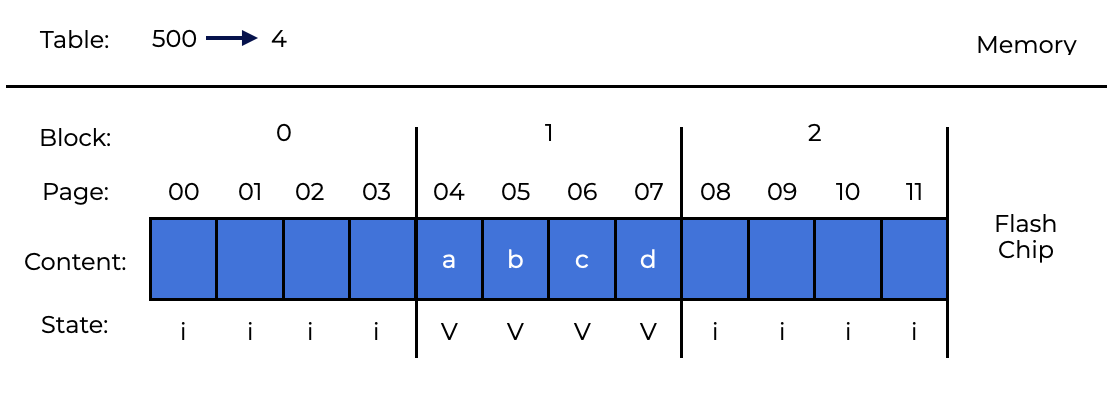 Table: 500 4
Memory
Block: 0 1 2
Page: 00 01 02 03 04 05 06 07 08 09 10 11
Flash
Chip
Content: a b c d
State: i i i i V V V V i i i i